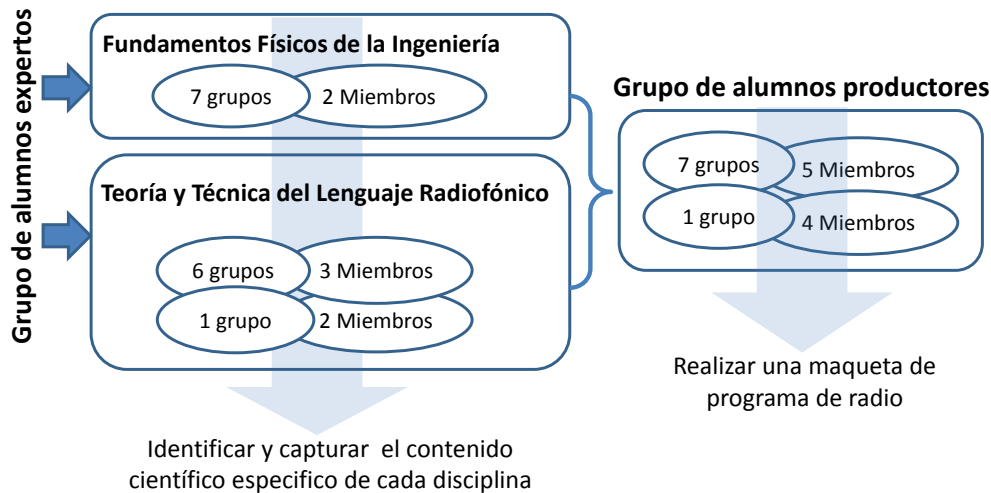 Grupo de alumnos expertos
Fundamentos Físicos de la Ingeniería
7 grupos
2 Miembros
Teoría y Técnica del Lenguaje Radiofónico
6 grupos
3 Miembros
1 grupo
2 Miembros
Identificar y capturar el contenido
científico especifico de cada disciplina
Grupo de alumnos productores
7 grupos
5 Miembros
1 grupo
4 Miembros
Realizar una maqueta de
programa de radio